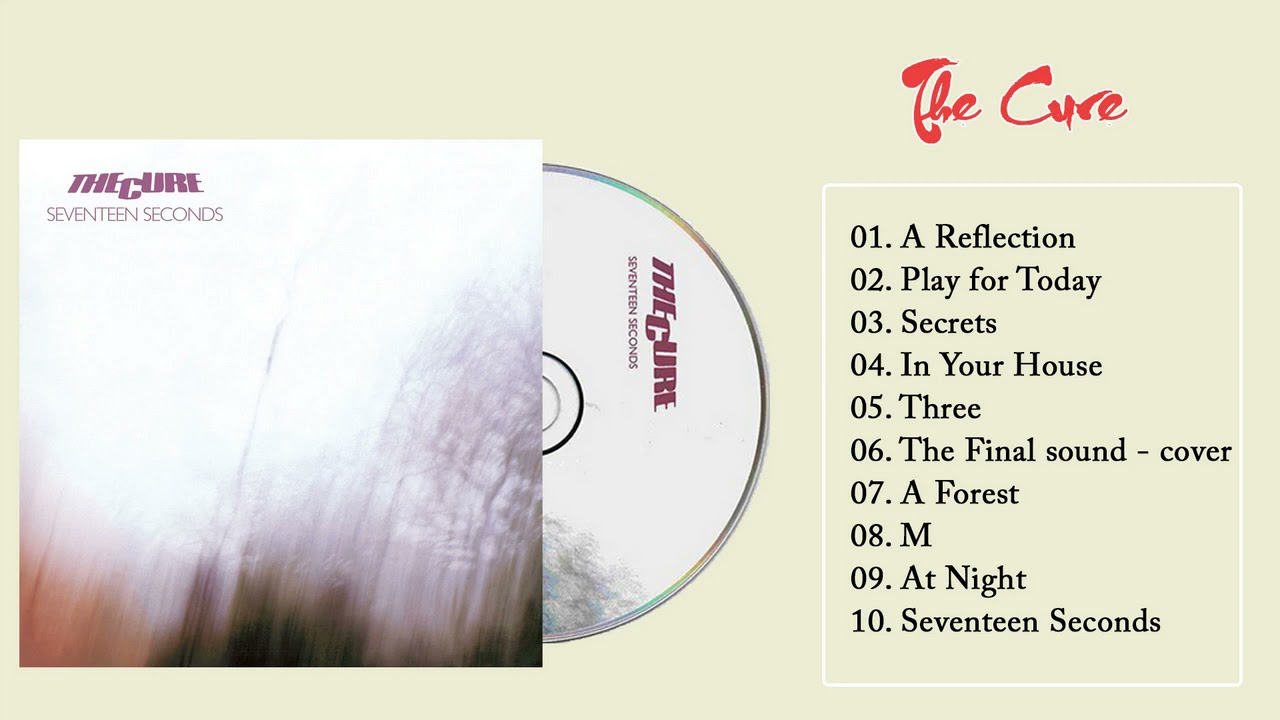 THE CURE
SEVENTEEN SECONDS
THE CURE
SEVENTEEN SECONDS
The Cure
01. A Reflection
02. Play for Today
03. Secrets
04. In Your House
05. Three
06. The Final sound - cover
07. A Forest
08. M
09. At Night
10. Seventeen Seconds